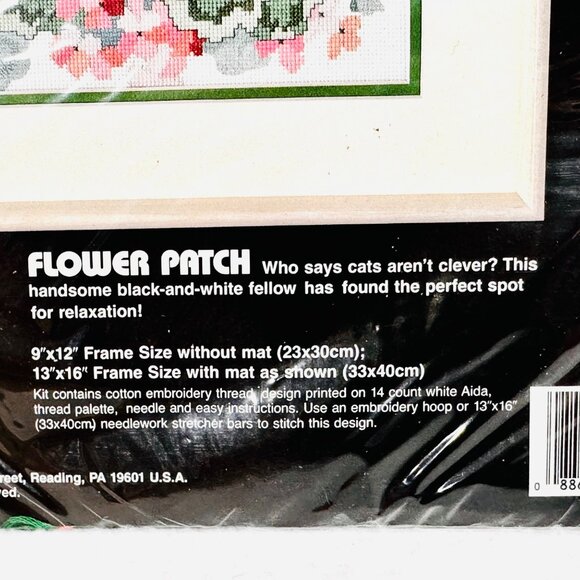 FLOWER PATCH Who says cats aren't clever? This
handsome black-and-white fellow has found the perfect spot
for relaxation!
9"x12" Frame Size without mat (23x30cm);
13"x16" Frame Size with mat as shown (33x40cm)
Kit contains cotton embroidery thread, design printed on 14 count white Aida,
thread palette, needle and easy instructions. Use an embroidery hoop or 13"x16"
(33x40cm) needlework stretcher bars to stitch this design.
reet, Reading, PA 19601 U.S.A.
ved.
0 886